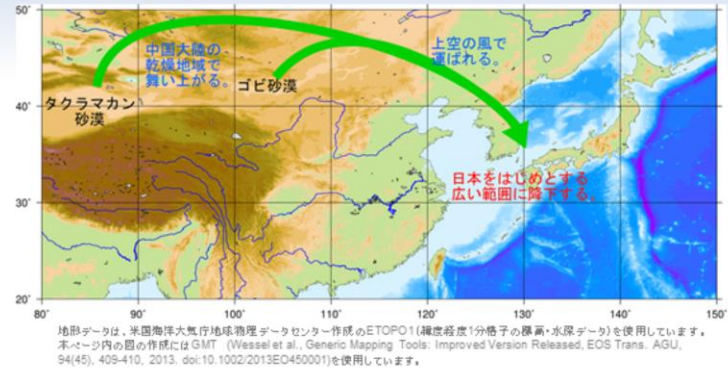 50°
中国大陸の
乾燥地域で
舞い上がる。
上空の風で
運ばれる。
ゴビ砂漠
タクラマカン
砂漠
40°
日本をはじめとする
広い範囲に降下する。
30°
20°
80° 90° 100° 110° 120° 130° 140° 150°
地形データは、米国海洋大気庁地球物理データセンター作成のETOPO1(緯度経度1分格子の標高・水深データ)を使用しています。
本ページ内の図の作成にはGMT (Wessel et al., Generic Mapping Tools: Improved Version Released, EOS Trans. AGU,
94(45), 409-410, 2013. doi:10.1002/2013EO450001)を使用しています。